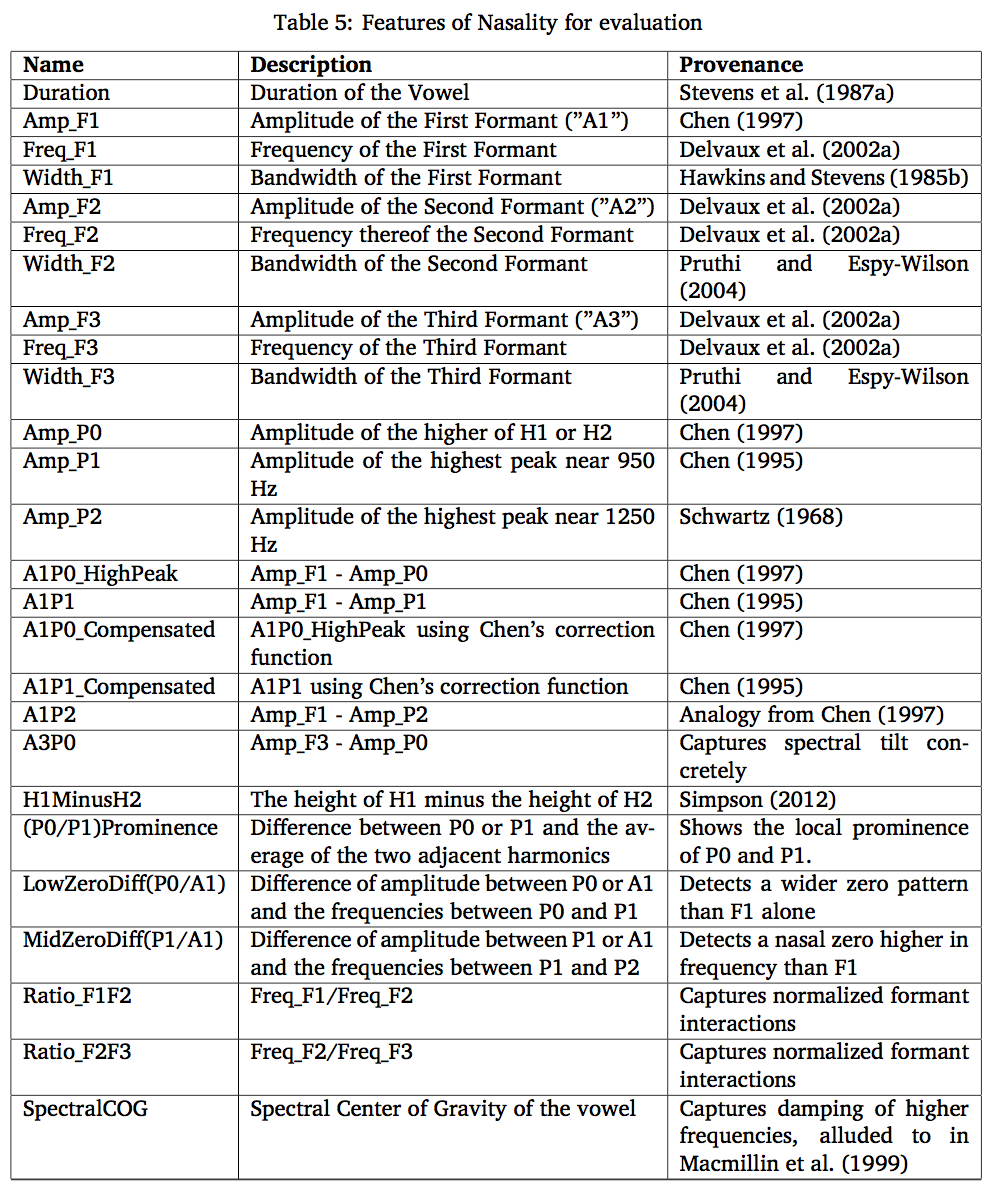 Table 5: Features of Nasality for evaluation
Name Description Provenance
Duration Duration of the Vowel Stevens et al. (1987a)
Amp_F1 Amplitude of the First Formant (”A1”) Chen (1997)
Freq_F1 Frequency of the First Formant Delvaux et al. (2002a)
Width_F1 Bandwidth of the First Formant Hawkins and Stevens (1985b)
Amp_F2 Amplitude of the Second Formant (”A2”) Delvaux et al. (2002a)
Freq_F2 Frequency thereof the Second Formant Delvaux et al. (2002a)
Width_F2 Bandwidth of the Second Formant Pruthi and Espy-Wilson
(2004)
Amp_F3 Amplitude of the Third Formant (”A3”) Delvaux et al. (2002a)
Freq_F3 Frequency of the Third Formant Delvaux et al. (2002a)
Width_F3 Bandwidth of the Third Formant Pruthi and Espy-Wilson
(2004)
Amp_P0 Amplitude of the higher of H1 or H2 Chen (1997)
Amp_P1 Amplitude of the highest peak near 950 Chen (1995)
Hz
Amp_P2 Amplitude of the highest peak near 1250 Schwartz (1968)
Hz
A1P0_HighPeak Amp_F1 - Amp_P0 Chen (1997)
A1P1 Amp_F1 - Amp_P1 Chen (1995)
A1P0_Compensated A1P0_HighPeak using Chen’s correction Chen (1997)
function
A1P1_Compensated A1P1 using Chen’s correction function Chen (1995)
A1P2 Amp_F1 - Amp_P2 Analogy from Chen (1997)
A3P0 Amp_F3 - Amp_P0 Captures spectral tilt con-
cretely
H1MinusH2 The height of H1 minus the height of H2 Simpson (2012)
(P0/P1)Prominence Difference between P0 or P1 and the av- Shows the local prominence
erage of the two adjacent harmonics of P0 and P1.
LowZeroDiff(P0/A1) Difference of amplitude between P0 or A1 Detects a wider zero pattern
and the frequencies between P0 and P1 than F1 alone
MidZeroDiff(P1/A1) Difference of amplitude between P1 or A1 Detects a nasal zero higher in
and the frequencies between P1 and P2 frequency than F1
Ratio_F1F2 Freq_F1/Freq_F2 Captures normalized formant
interactions
Ratio_F2F3 Freq_F2/Freq_F3 Captures normalized formant
interactions
SpectralCOG Spectral Center of Gravity of the vowel Captures damping of higher
frequencies, alluded to in
Macmillin et al. (1999)